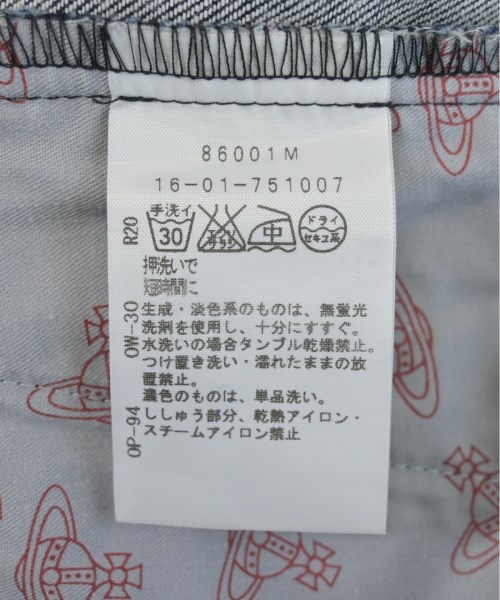 86001M
16-01-751007
R20
手洗イ
30
エンソ
サラシ
中
ドライ
セキユ系
押洗いで
短時間に
OW-30
生成・淡色系のものは、無蛍光
洗剤を使用し、十分にすすぐ。
水洗いの場合タンブル乾燥禁止。
つけ置き洗い・濡れたままの放
置禁止。
濃色のものは、単品洗い。
OP-94
ししゅう部分、乾熱アイロン・
スチームアイロン禁止